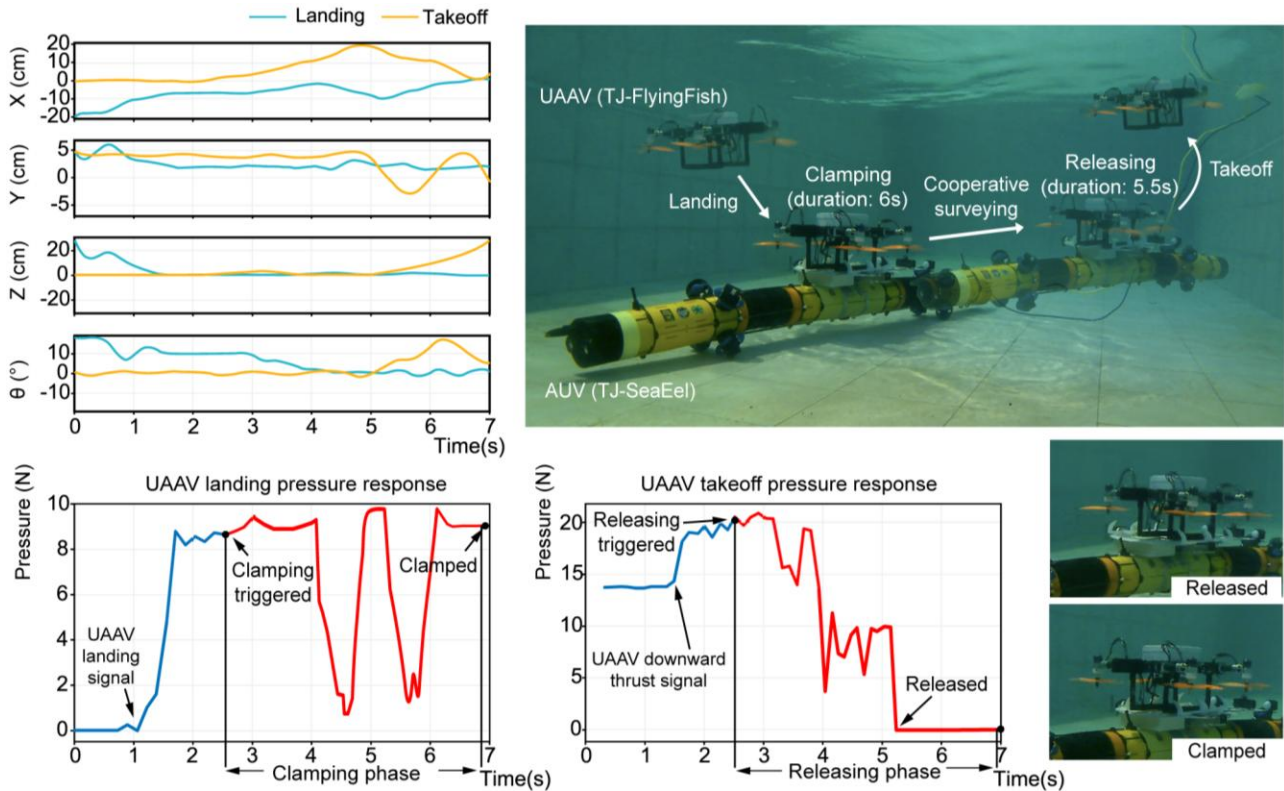 Landing Takeoff
X (cm)
20
10
0
-10
-20
Y (cm)
5
0
-5
Z (cm)
20
0
-20
θ (°)
10
0
-10
0 1 2 3 4 5 6 7
Time(s)
UAAV (TJ-FlyingFish)
Landing
Clamping
(duration: 6s)
Cooperative
surveying
Releasing
(duration: 5.5s)
Takeoff
AUV (TJ-SeaEel)
UAAV landing pressure response
Pressure (N)
10
8
6
4
2
0
UAAV
landing
signal
Clamping
triggered
Clamped
0 1 2 3 4 5 6 7
Clamping phase
Time(s)
UAAV takeoff pressure response
Pressure (N)
20
15
10
5
0
Releasing
triggered
UAAV downward
thrust signal
Released
0 1 2 3 4 5 6 7
Releasing phase
Time(s)
Released
Clamped